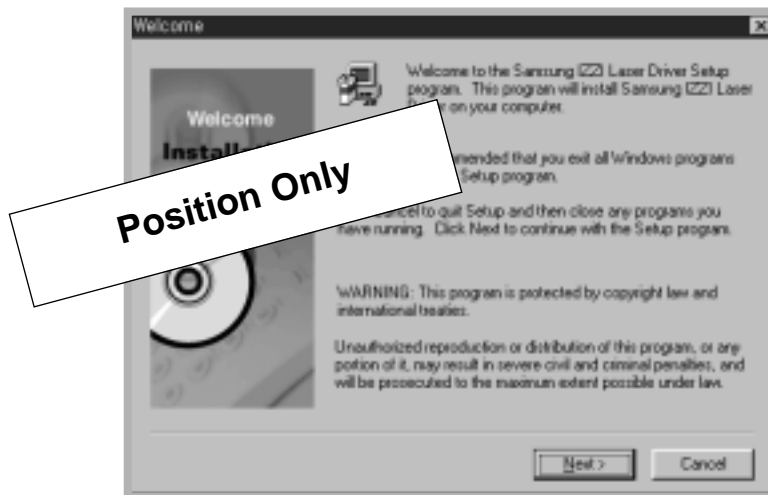 Welcome
Welcome to the Samsung Laser Driver Setup
program. This program will install Samsung Laser
on your computer.
Welcome
that you exit all Windows programs
Setup program.
Position Only
to quit Setup and then close any programs you
have running. Click Next to continue with the Setup program.
WARNING: This program is protected by copyright law and
international treaties.
Unauthorized reproduction or distribution of this program, or any
portion of it, may result in severe civil and criminal penalties, and
will be prosecuted to the maximum extent possible under law.
Next >
Cancel